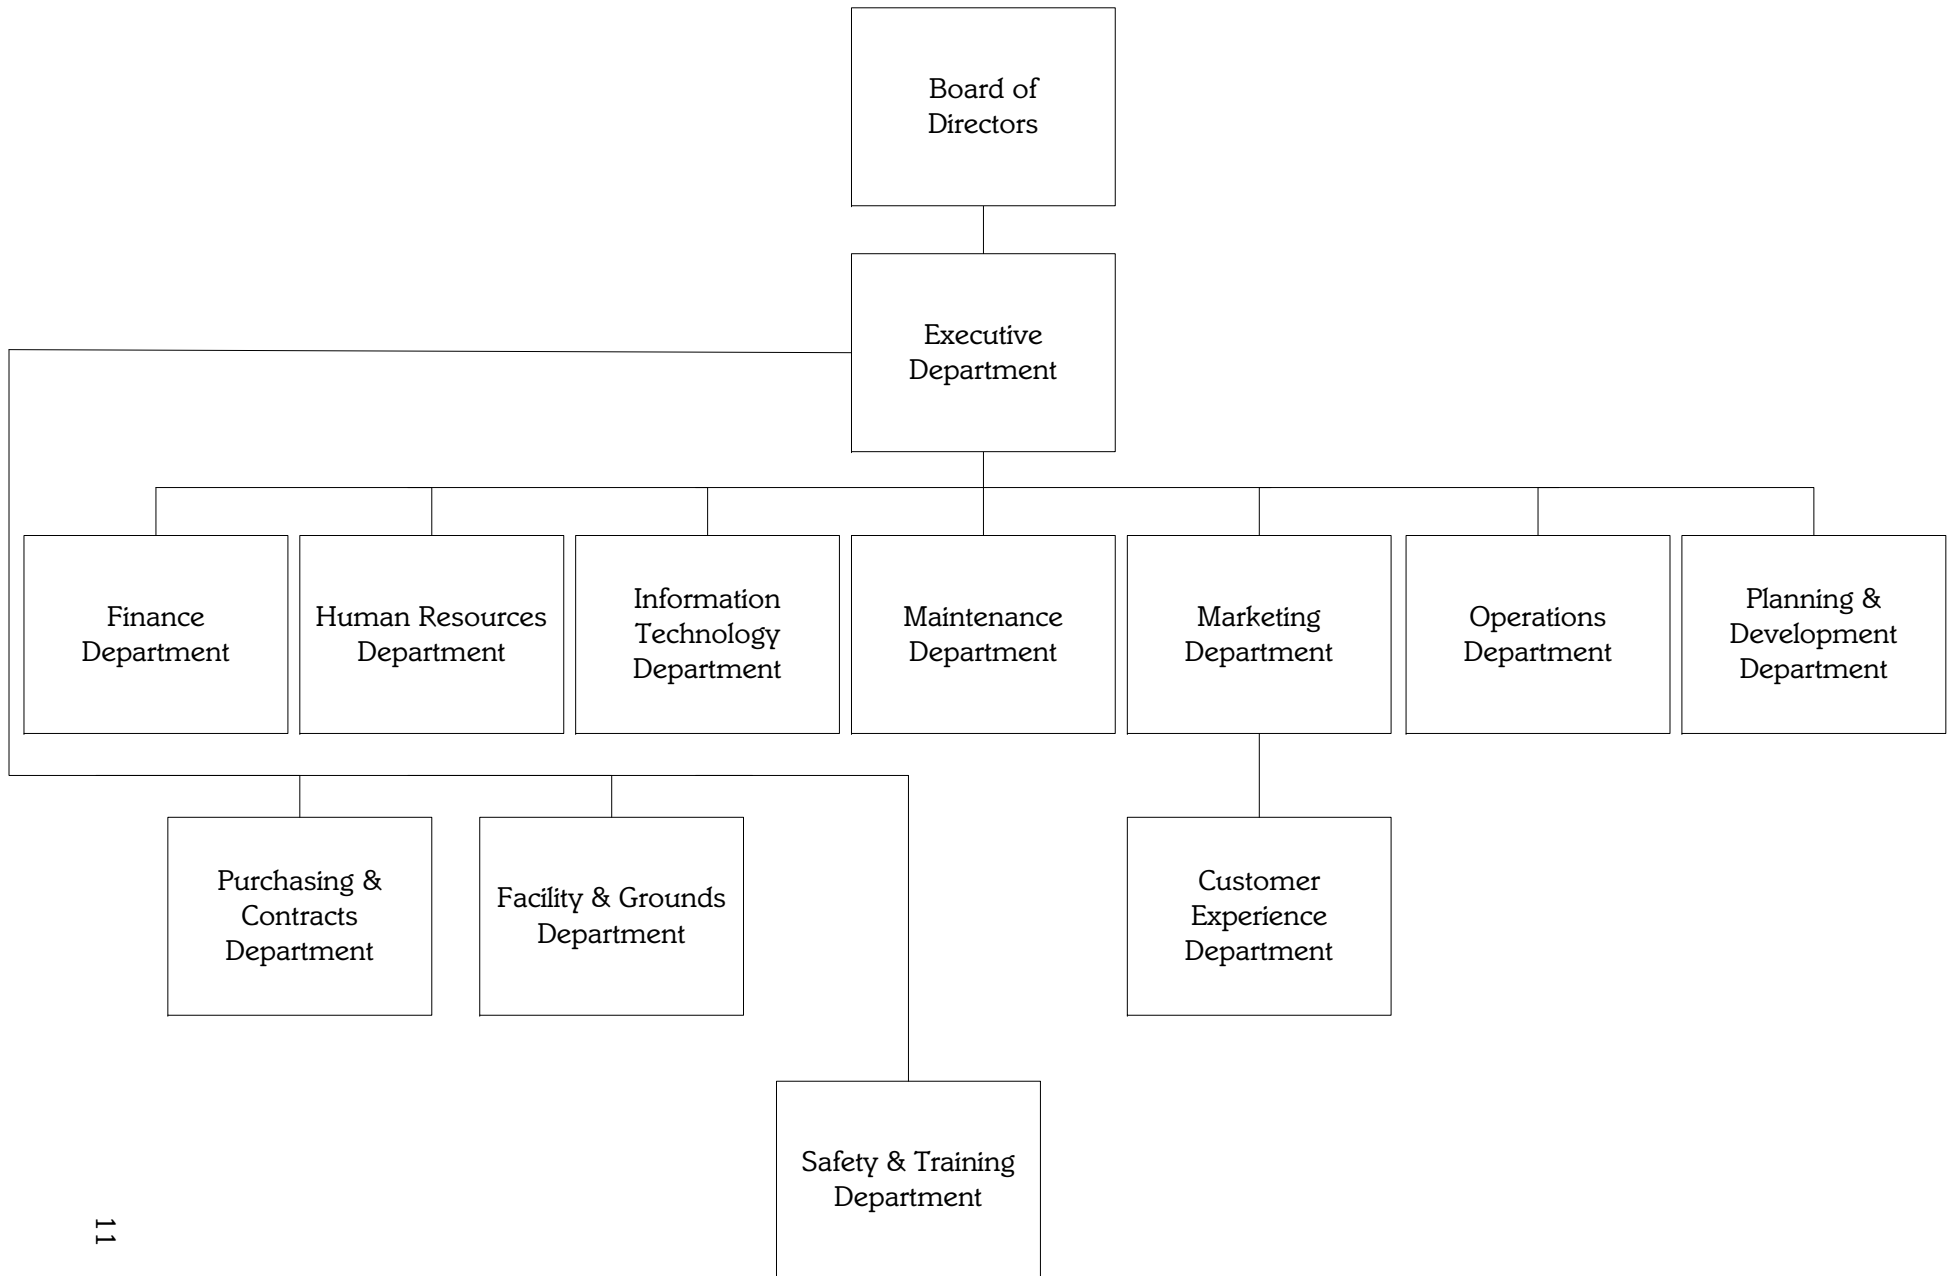 Board of
Directors
Executive
Department
Finance
Department
Human Resources
Department
Information
Technology
Department
Maintenance
Department
Marketing
Department
Operations
Department
Planning &
Development
Department
Purchasing &
Contracts
Department
Facility & Grounds
Department
Customer
Experience
Department
Safety & Training
Department
11